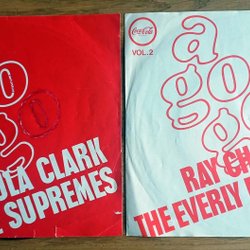 go
go
ULA CLARK
E SUPREMES
Coca-Cola
VOL.2
a
go
go
RAY CH
THE EVERLY